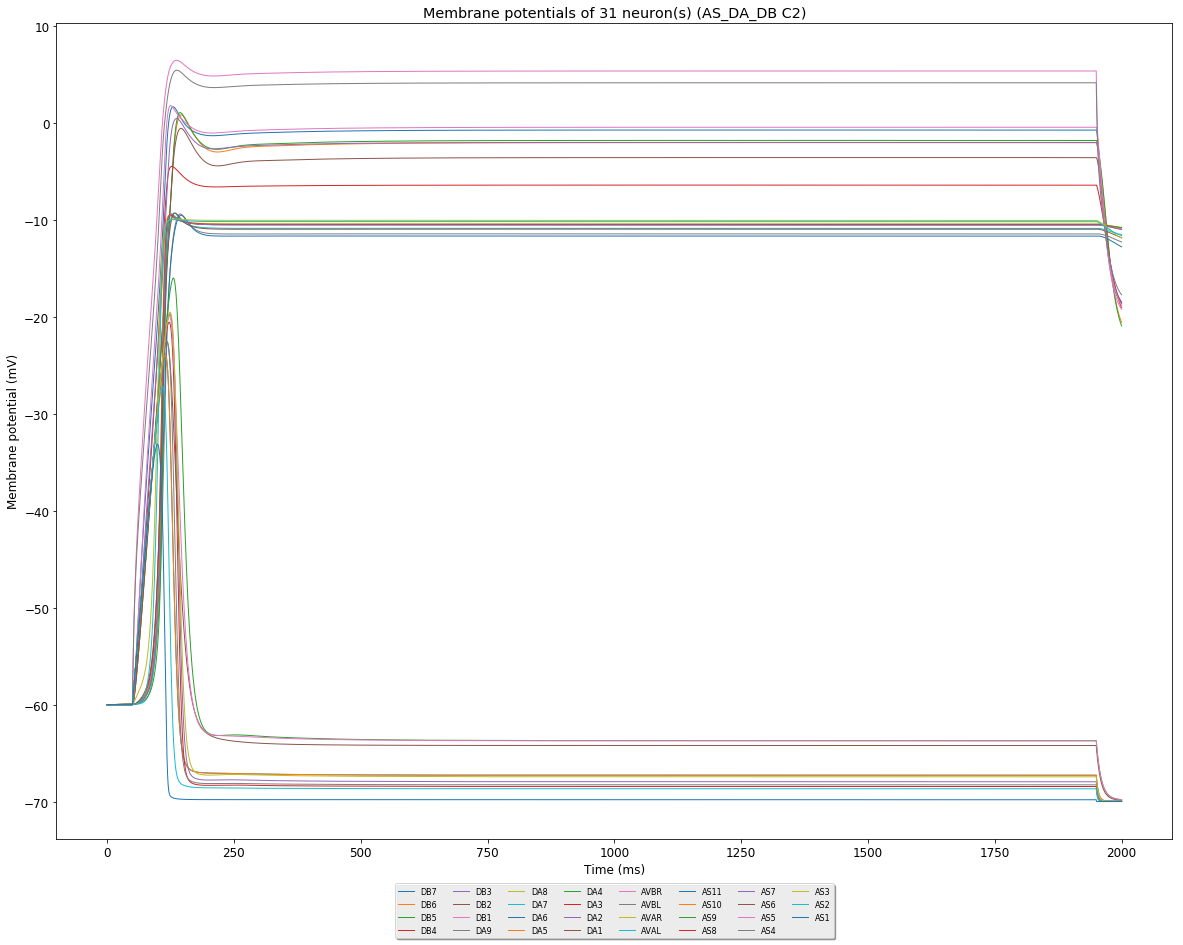 Membrane potentials of 31 neuron(s) (AS_DA_DB C2)
10
0
−10
−20
−30
−40
−50
−60
−70
Membrane potential (mV)
0 250 500 750 1000 1250 1500 1750 2000
Time (ms)
DB7 DB3 DA8 DA4 AVBR AS11 AS7 AS3
DB6 DB2 DA7 DA3 AVBL AS10 AS6 AS2
DB5 DB1 DA6 DA2 AVAR AS9 AS5 AS1
DB4 DA9 DA5 DA1 AVAL AS8 AS4